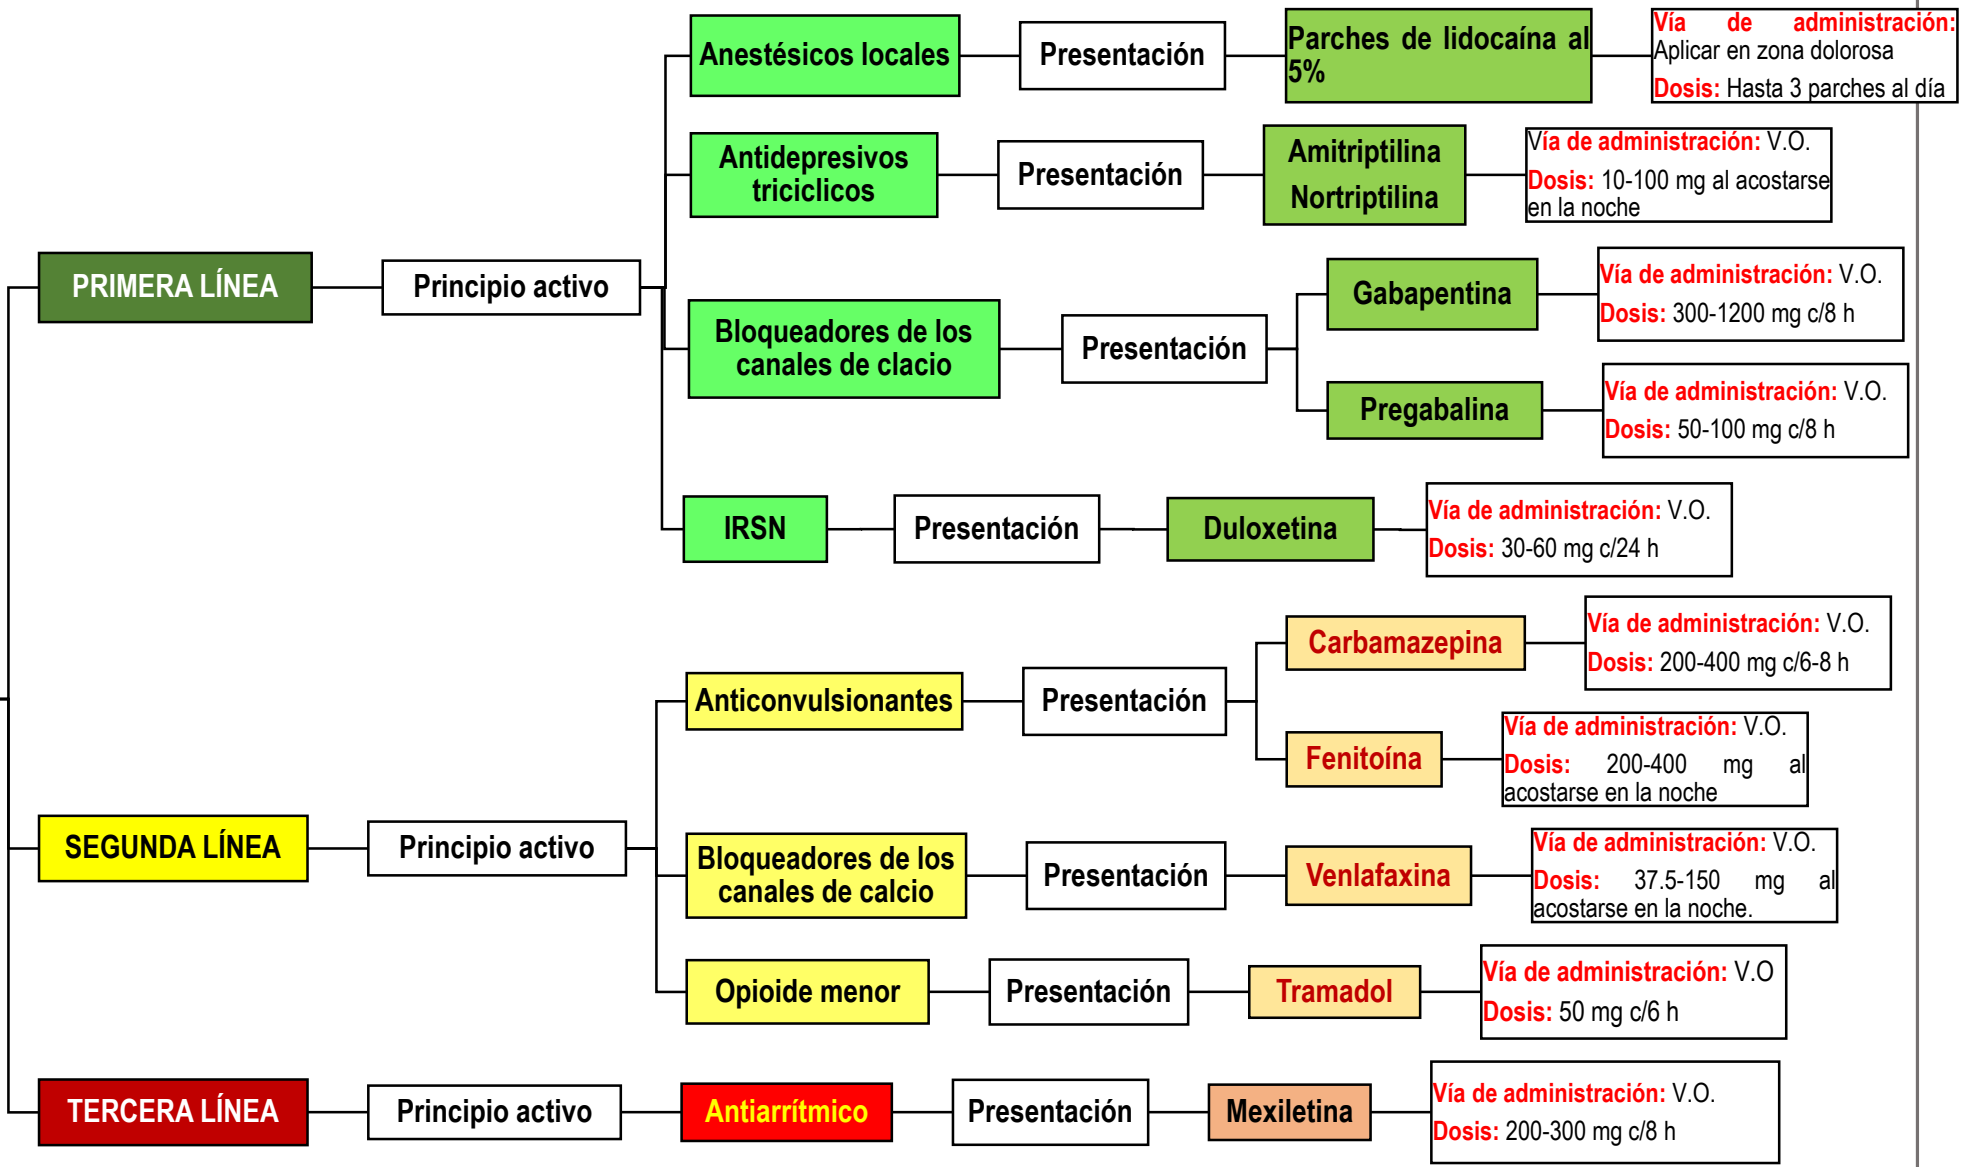 PRIMERA LÍNEA
Principio activo
Anestésicos locales
Presentación
Parches de lidocaína al
5%
Vía de administración:
Aplicar en zona dolorosa
Dosis: Hasta 3 parches al día
Antidepresivos
triciclicos
Presentación
Amitriptilina
Nortriptilina
Vía de administración: V.O.
Dosis: 10-100 mg al acostarse
en la noche
Bloqueadores de los
canales de clacio
Presentación
Gabapentina
Vía de administración: V.O.
Dosis: 300-1200 mg c/8 h
Pregabalina
Vía de administración: V.O.
Dosis: 50-100 mg c/8 h
IRSN
Presentación
Duloxetina
Vía de administración: V.O.
Dosis: 30-60 mg c/24 h
SEGUNDA LÍNEA
Principio activo
Anticonvulsionantes
Presentación
Carbamazepina
Vía de administración: V.O.
Dosis: 200-400 mg c/6-8 h
Fenitoína
Vía de administración: V.O.
Dosis: 200-400 mg al
acostarse en la noche
Bloqueadores de los
canales de calcio
Presentación
Venlafaxina
Vía de administración: V.O.
Dosis: 37.5-150 mg al
acostarse en la noche.
Opioide menor
Presentación
Tramadol
Vía de administración: V.O
Dosis: 50 mg c/6 h
TERCERA LÍNEA
Principio activo
Antiarrítmico
Presentación
Mexiletina
Vía de administración: V.O.
Dosis: 200-300 mg c/8 h